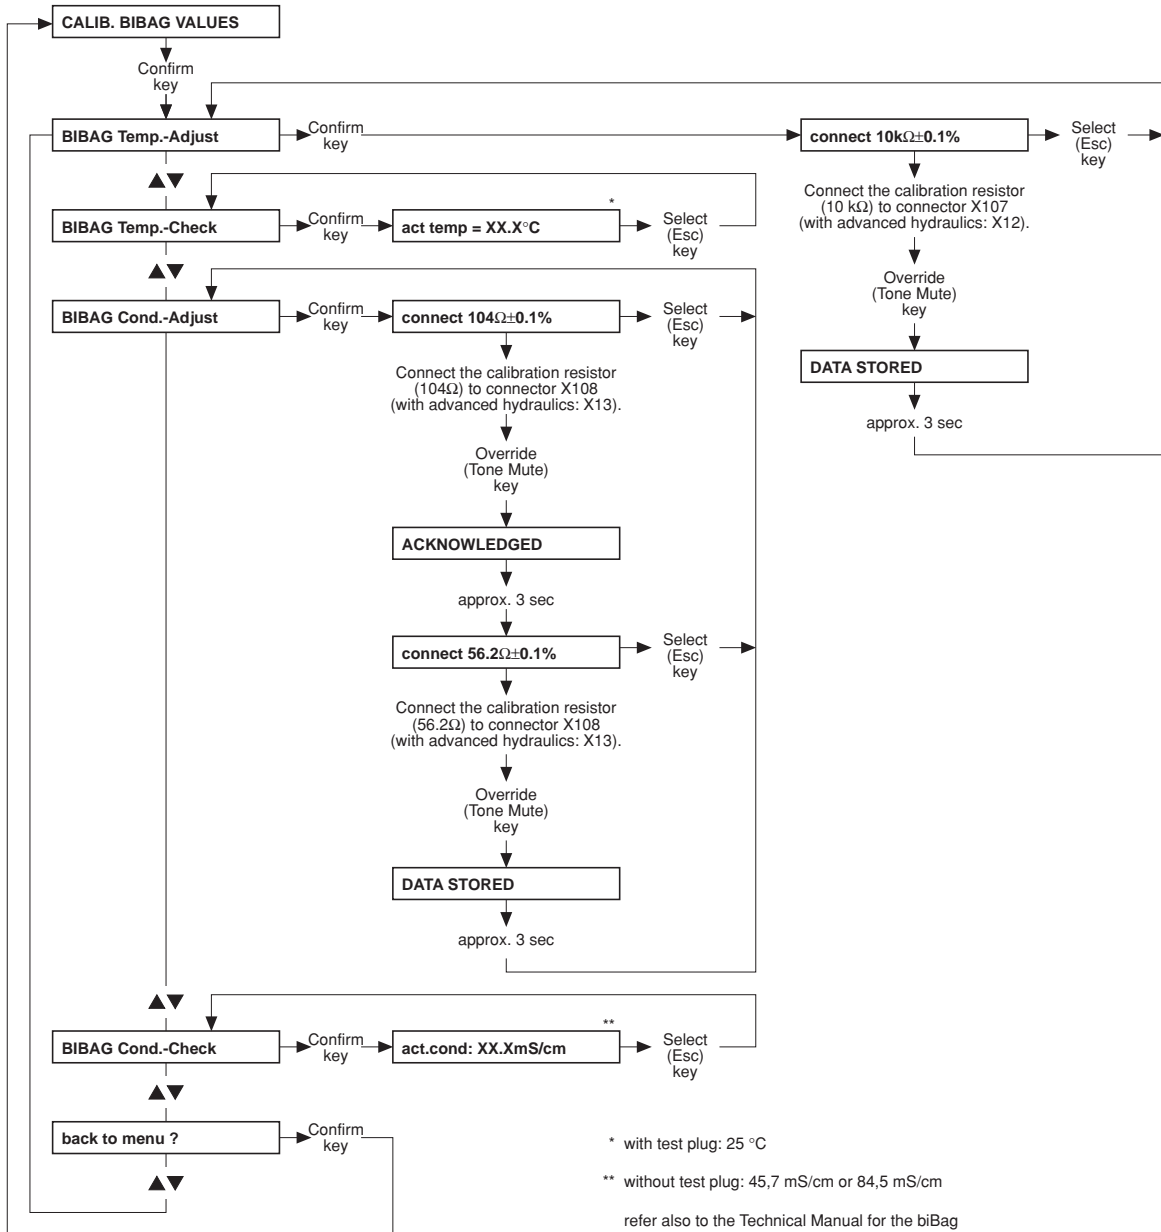 CALIB. BIBAG VALUES
Confirm
key
BIBAG Temp.-Adjust
Confirm
key
connect 10kΩ±0.1%
Select
(Esc)
key
Connect the calibration resistor
(10 kΩ) to connector X107
(with advanced hydraulics: X12).
Override
(Tone Mute)
key
DATA STORED
approx. 3 sec
BIBAG Temp.-Check
Confirm
key
*
act temp = XX.X°C
Select
(Esc)
key
BIBAG Cond.-Adjust
Confirm
key
connect 104Ω±0.1%
Select
(Esc)
key
Connect the calibration resistor
(104Ω) to connector X108
(with advanced hydraulics: X13).
Override
(Tone Mute)
key
ACKNOWLEDGED
approx. 3 sec
connect 56.2Ω±0.1%
Select
(Esc)
key
Connect the calibration resistor
(56.2Ω) to connector X108
(with advanced hydraulics: X13).
Override
(Tone Mute)
key
DATA STORED
approx. 3 sec
BIBAG Cond.-Check
Confirm
key
**
act.cond: XX.XmS/cm
Select
(Esc)
key
back to menu ?
Confirm
key
* with test plug: 25 °C
** without test plug: 45,7 mS/cm or 84,5 mS/cm
refer also to the Technical Manual for the biBag